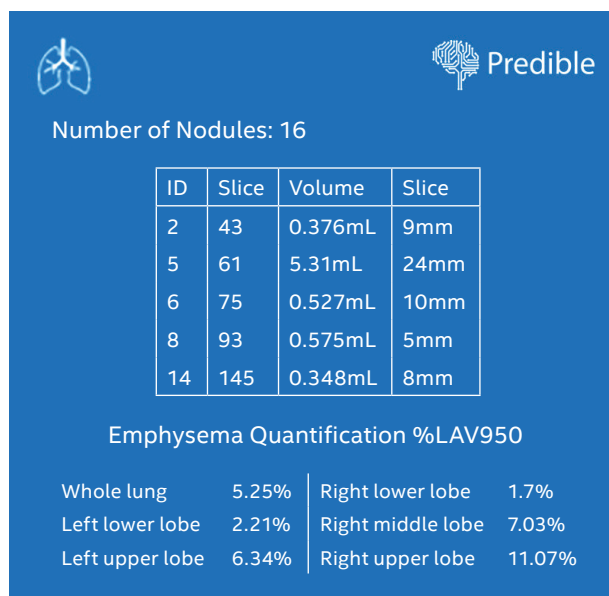 Predible
Number of Nodules: 16
ID Slice Volume Slice
2 43 0.376mL 9mm
5 61 5.31mL 24mm
6 75 0.527mL 10mm
8 93 0.575mL 5mm
14 145 0.348mL 8mm
Emphysema Quantification %LAV950
Whole lung 5.25% Right lower lobe 1.7%
Left lower lobe 2.21% Right middle lobe 7.03%
Left upper lobe 6.34% Right upper lobe 11.07%